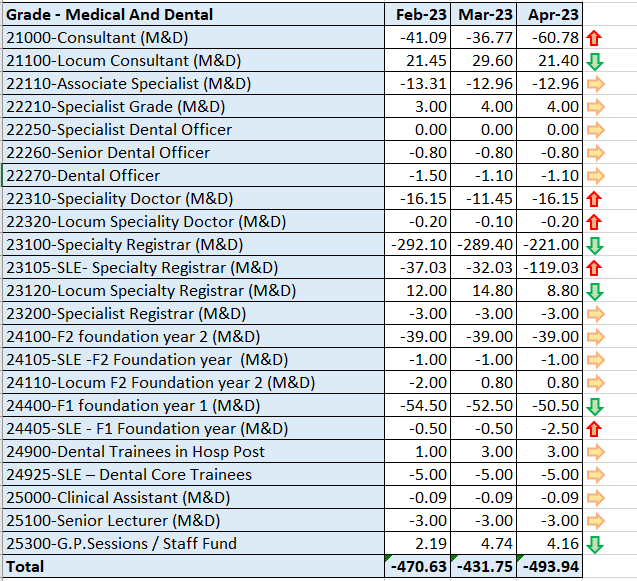 Grade - Medical And Dental Feb-23 Mar-23 Apr-23
21000-Consultant (M&D) -41.09 -36.77 -60.78
21100-Locum Consultant (M&D) 21.45 29.60 21.40
22110-Associate Specialist (M&D) -13.31 -12.96 -12.96
22210-Specialist Grade (M&D) 3.00 4.00 4.00
22250-Specialist Dental Officer 0.00 0.00 0.00
22260-Senior Dental Officer -0.80 -0.80 -0.80
22270-Dental Officer -1.50 -1.10 -1.10
22310-Speciality Doctor (M&D) -16.15 -11.45 -16.15
22320-Locum Speciality Doctor (M&D) -0.20 -0.10 -0.20
23100-Specialty Registrar (M&D) -292.10 -289.40 -221.00
23105-SLE- Specialty Registrar (M&D) -37.03 -32.03 -119.03
23120-Locum Specialty Registrar (M&D) 12.00 14.80 8.80
23200-Specialist Registrar (M&D) -3.00 -3.00 -3.00
24100-F2 foundation year 2 (M&D) -39.00 -39.00 -39.00
24105-SLE -F2 Foundation year  (M&D) -1.00 -1.00 -1.00
24110-Locum F2 Foundation year 2 (M&D) -2.00 0.80 0.80
24400-F1 foundation year 1 (M&D) -54.50 -52.50 -50.50
24405-SLE - F1 Foundation year (M&D) -0.50 -0.50 -2.50
24900-Dental Trainees in Hosp Post 1.00 3.00 3.00
24925-SLE – Dental Core Trainees -5.00 -5.00 -5.00
25000-Clinical Assistant (M&D) -0.09 -0.09 -0.09
25100-Senior Lecturer (M&D) -3.00 -3.00 -3.00
25300-G.P.Sessions / Staff Fund 2.19 4.74 4.16
Total -470.63 -431.75 -493.94